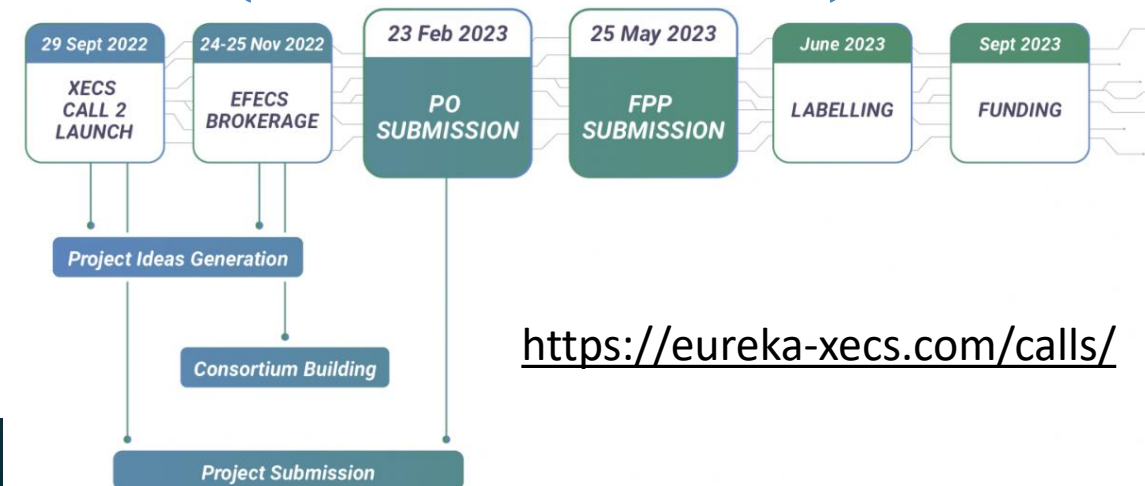 29 Sept 2022
XECS
CALL 2
LAUNCH
24-25 Nov 2022
EFECS
BROKERAGE
23 Feb 2023
PO
SUBMISSION
25 May 2023
FPP
SUBMISSION
June 2023
LABELLING
Sept 2023
FUNDING
Project Ideas Generation
https://eureka-xecs.com/calls/
Consortium Building
Project Submission